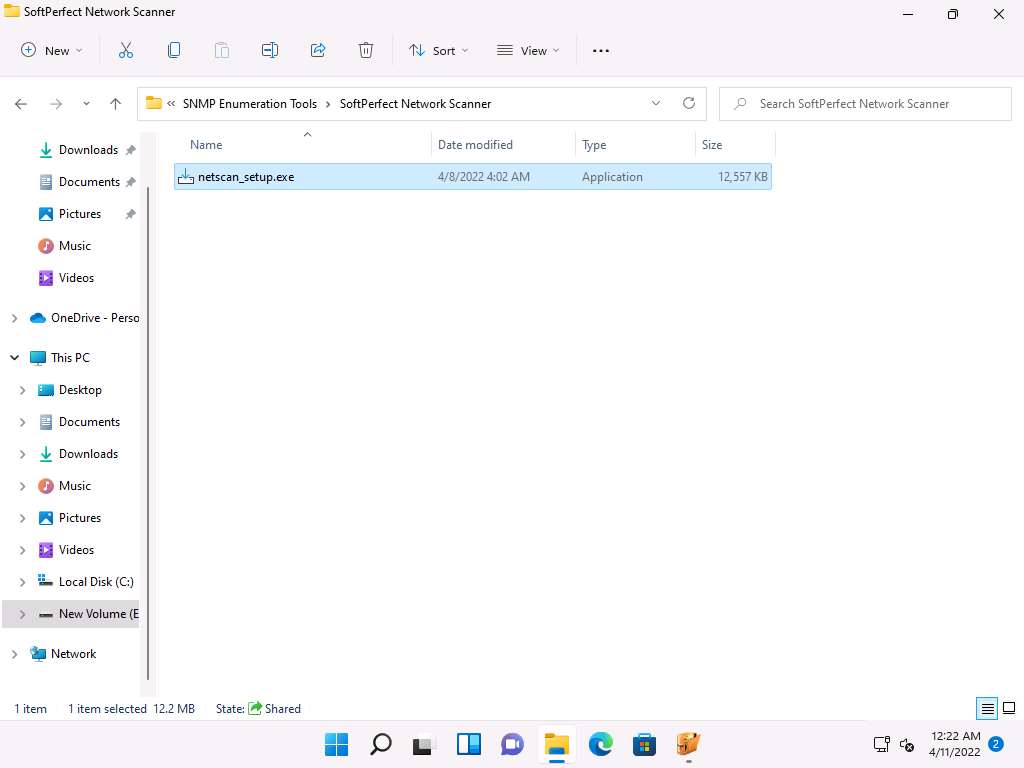 SoftPerfect Network Scanner
New
Sort
View
« SNMP Enumeration Tools › SoftPerfect Network Scanner
Search SoftPerfect Network Scanner
Name Date modified Type Size
netscan_setup.exe 4/8/2022 4:02 AM Application 12,557 KB
Downloads
Documents
Pictures
Music
Videos
OneDrive - Perso
This PC
Desktop
Documents
Downloads
Music
Pictures
Videos
Local Disk (C:)
New Volume (E
Network
1 item 1 item selected 12.2 MB State: Shared
12:22 AM
4/11/2022
2